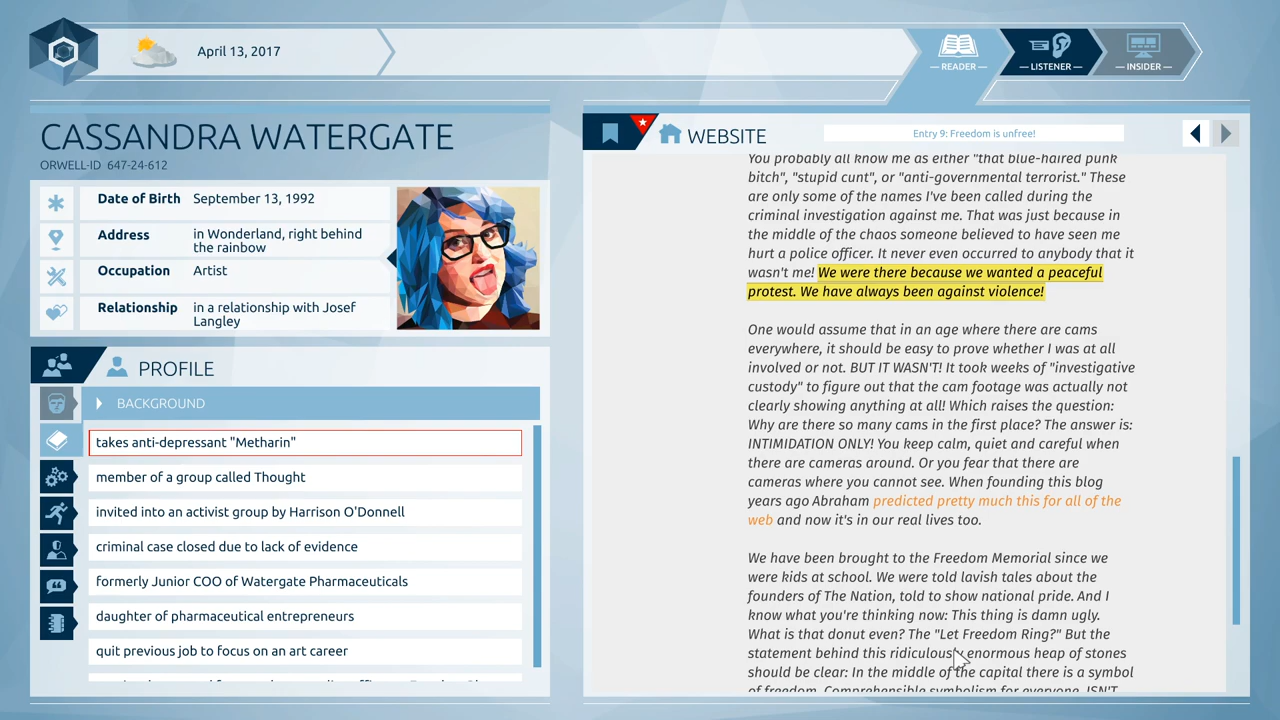 April 13, 2017
— READER —
— LISTENER —
— INSIDER —
CASSANDRA WATERGATE
ORWELL-ID 647-24-612
Date of Birth September 13, 1992
Address in Wonderland, right behind
the rainbow
Occupation Artist
Relationship in a relationship with Josef
Langley
PROFILE
BACKGROUND
takes anti-depressant "Metharin"
member of a group called Thought
invited into an activist group by Harrison O'Donnell
criminal case closed due to lack of evidence
formerly Junior COO of Watergate Pharmaceuticals
daughter of pharmaceutical entrepreneurs
quit previous job to focus on an art career
WEBSITE
Entry 9: Freedom is unfree!
You probably all know me as either "that blue-haired punk
bitch", "stupid cunt", or "anti-governmental terrorist." These
are only some of the names I've been called during the
criminal investigation against me. That was just because in
the middle of the chaos someone believed to have seen me
hurt a police officer. It never even occurred to anybody that it
wasn't me! We were there because we wanted a peaceful
protest. We have always been against violence!
One would assume that in an age where there are cams
everywhere, it should be easy to prove whether I was at all
involved or not. BUT IT WASN'T! It took weeks of "investigative
custody" to figure out that the cam footage was actually not
clearly showing anything at all! Which raises the question:
Why are there so many cams in the first place? The answer is:
INTIMIDATION ONLY! You keep calm, quiet and careful when
there are cameras around. Or you fear that there are
cameras where you cannot see. When founding this blog
years ago Abraham predicted pretty much this for all of the
web and now it's in our real lives too.
We have been brought to the Freedom Memorial since we
were kids at school. We were told lavish tales about the
founders of The Nation, told to show national pride. And I
know what you're thinking now: This thing is damn ugly.
What is that donut even? The "Let Freedom Ring?" But the
statement behind this ridiculous, enormous heap of stones
should be clear: In the middle of the capital there is a symbol
of freedom. Comprehensible symbolism for everyone. ISN'T